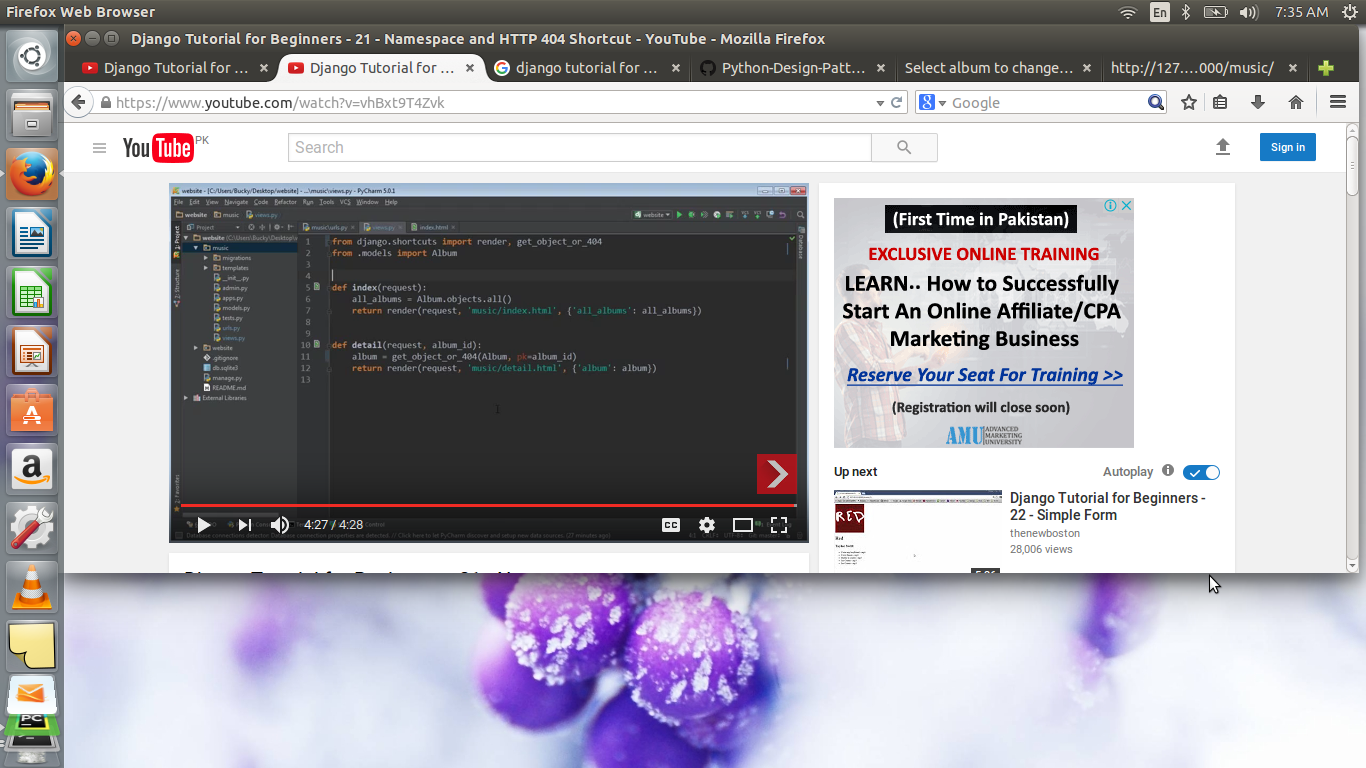 Firefox Web Browser
En
7:35 AM
Django Tutorial for Beginners - 21 - Namespace and HTTP 404 Shortcut - YouTube - Mozilla Firefox
Django Tutorial for ...
Django Tutorial for ...
django tutorial for ...
Python-Design-Patt...
Select album to change...
http://127....000/music/
https://www.youtube.com/watch?v=vhBxt9T4Zvk
Google
YouTube PK
Search
Sign in
website - [C:/Users/Bucky/Desktop/website] - ...\music\views.py - PyCharm 5.0.1
File Edit View Navigate Code Refactor Run Tools VCS Window Help
website music views.py
website
Project
music\urls.py
views.py
index.html
website (C:\Users\Bucky\Desktop\
music
migrations
templates
__init__.py
admin.py
apps.py
models.py
tests.py
urls.py
views.py
website
.gitignore
db.sqlite3
manage.py
README.md
External Libraries
1 from django.shortcuts import render, get_object_or_404
2 from .models import Album
3
4
5 def index(request):
6 all_albums = Album.objects.all()
7 return render(request, 'music/index.html', {'all_albums': all_albums})
8
9
10 def detail(request, album_id):
11 album = get_object_or_404(Album, pk=album_id)
12 return render(request, 'music/detail.html', {'album': album})
13
4:27 / 4:28
CC
(First Time in Pakistan)
EXCLUSIVE ONLINE TRAINING
LEARN.. How to Successfully
Start An Online Affiliate/CPA
Marketing Business
Reserve Your Seat For Training >>
(Registration will close soon)
AMU ADVANCED MARKETING UNIVERSITY
Up next
Autoplay
RED
Red
Django Tutorial for Beginners -
22 - Simple Form
thenewboston
28,006 views
PC